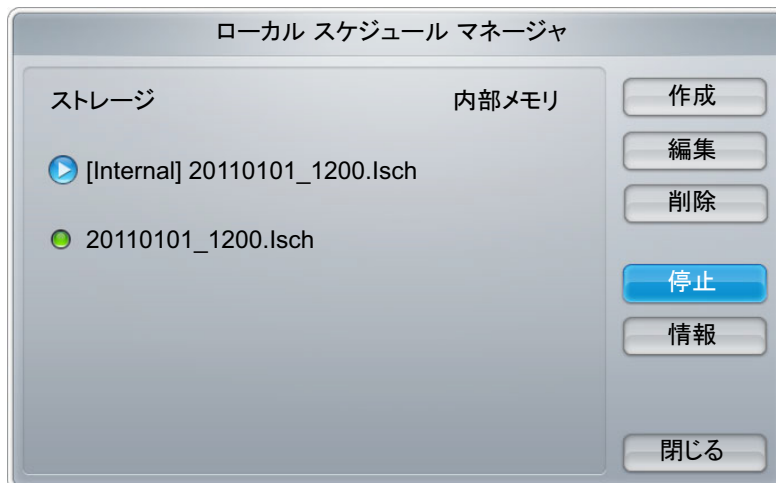 ローカル スケジュール マネージャ
ストレージ 内部メモリ
[Internal] 20110101_1200.lsch
20110101_1200.lsch
作成
編集
削除
停止
情報
閉じる